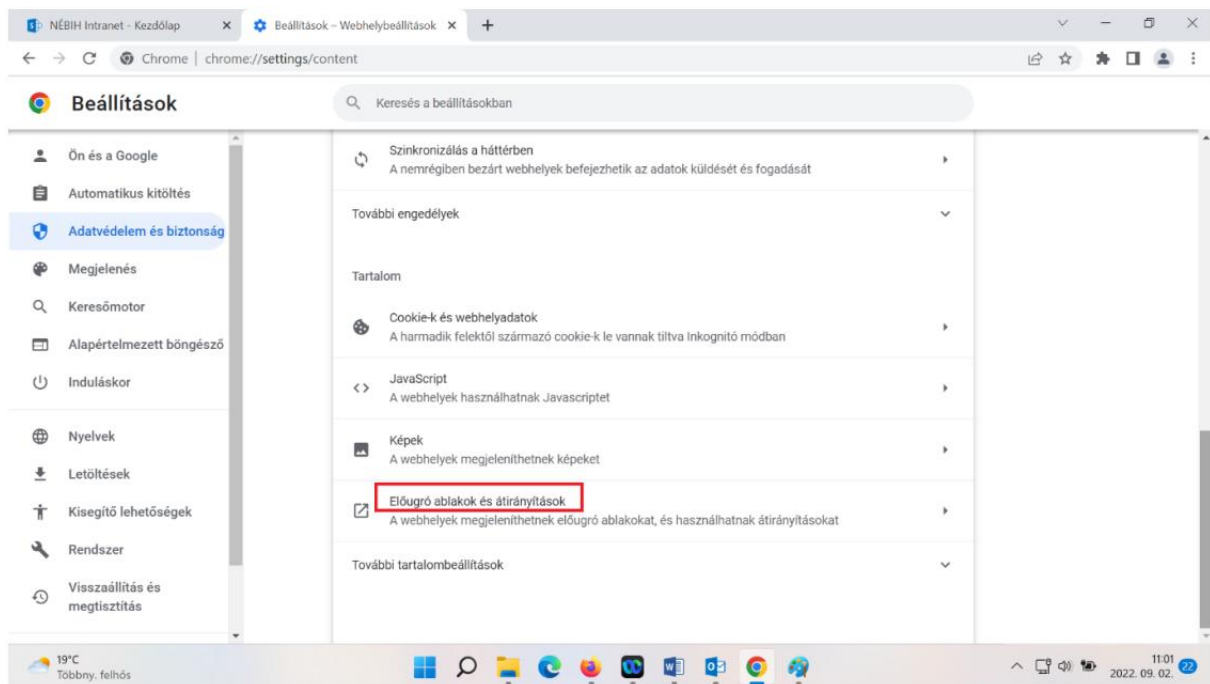 NÉBIH Intranet - Kezdőlap
Beállítások – Webhelybeállítások
Chrome | chrome://settings/content
Beállítások
Keresés a beállításokban
Ön és a Google
Automatikus kitöltés
Adatvédelem és biztonság
Megjelenés
Keresőmotor
Alapértelmezett böngésző
Induláskor
Nyelvek
Letöltések
Kisegítő lehetőségek
Rendszer
Visszaállítás és
megtisztítás
Szinkronizálás a háttérben
A nemrégiben bezárt webhelyek befejezhetik az adatok küldését és fogadását
További engedélyek
Tartalom
Cookie-k és webhelyadatok
A harmadik felektől származó cookie-k le vannak tiltva Inkognitó módban
JavaScript
A webhelyek használhatnak Javascriptet
Képek
A webhelyek megjeleníthetnek képeket
Előugró ablakok és átirányítások
A webhelyek megjeleníthetnek előugró ablakokat, és használhatnak átirányításokat
További tartalombeállítások
19°C
Többny. felhős
11:01
2022. 09. 02.
22